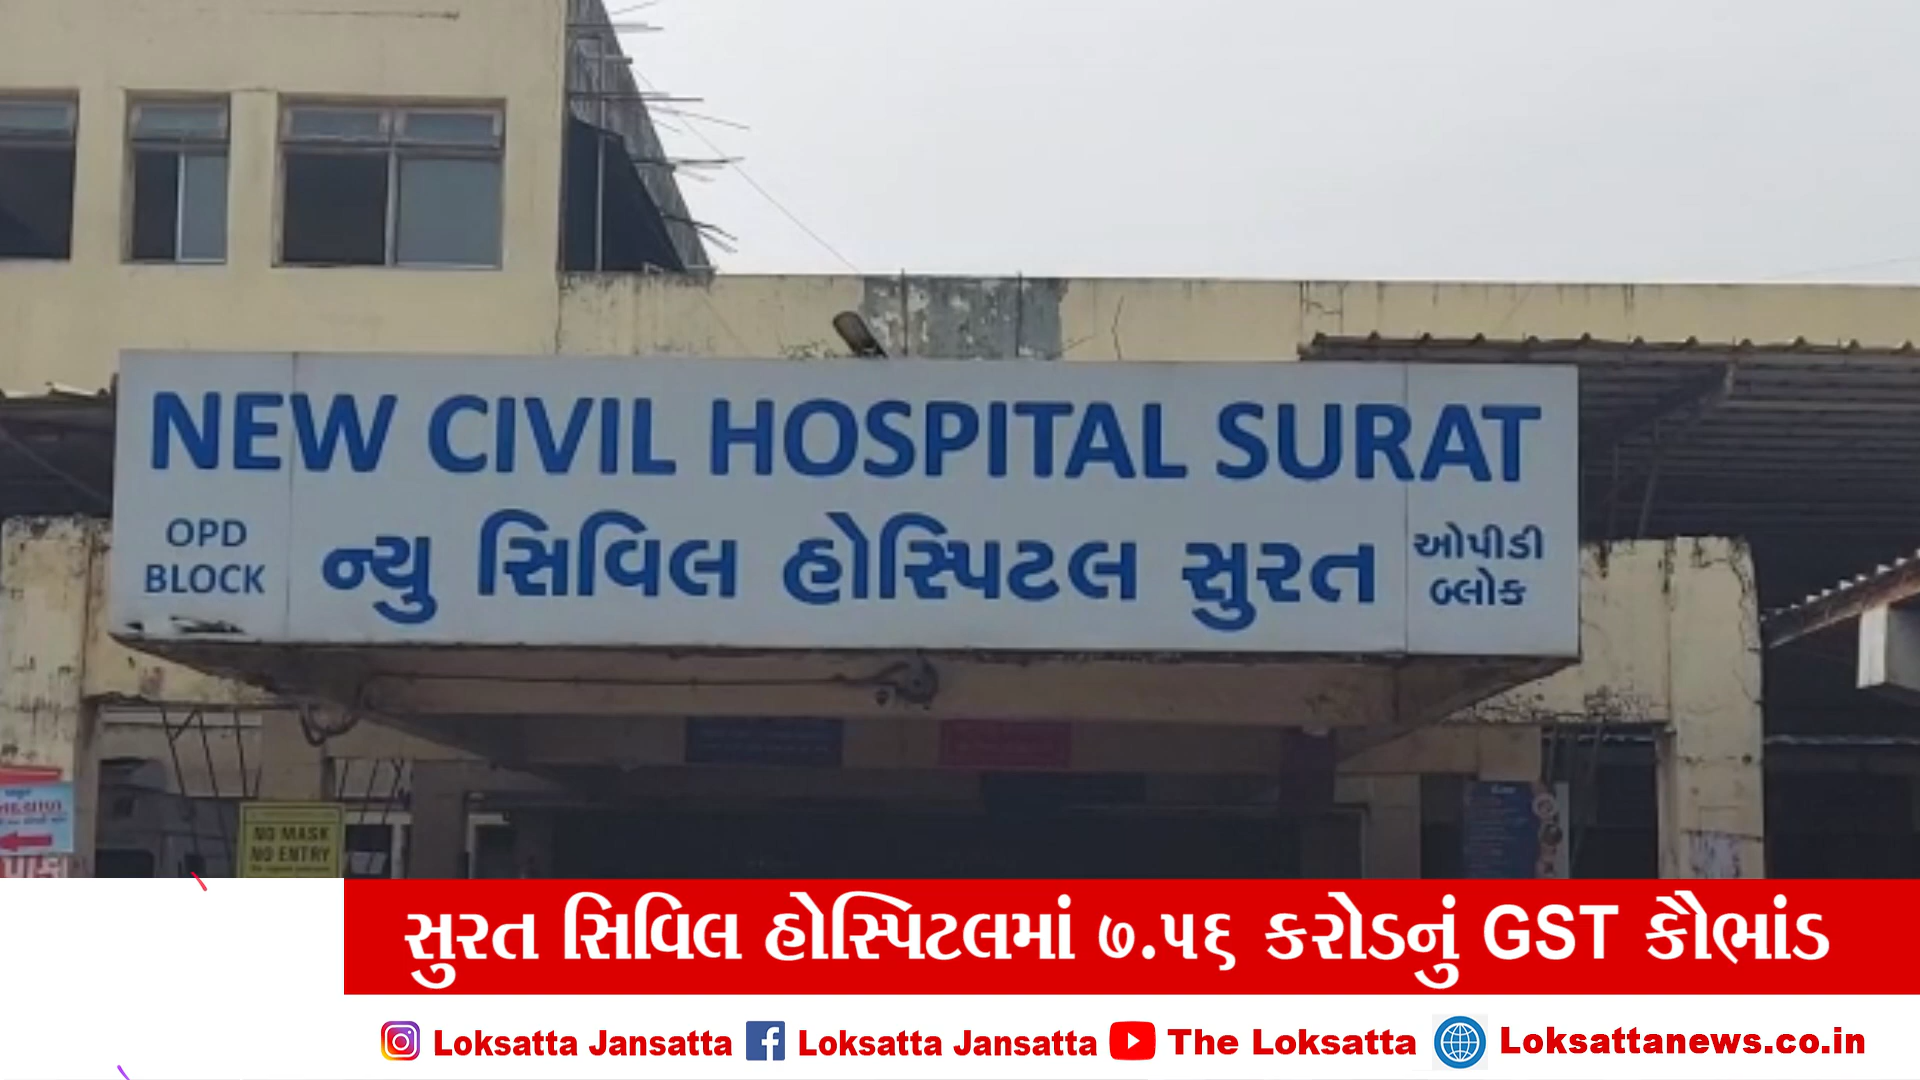 NEW CIVIL HOSPITAL SURAT
OPD
BLOCK
ન્યુ સિવિલ હોસ્પિટલ સુરત
ઓપીડી
બ્લોક
NO MASK
NO ENTRY
સુરત સિવિલ હોસ્પિટલમાં ૭.૫૬ કરોડનું GST કૌભાંડ
Loksatta Jansatta Loksatta Jansatta The Loksatta Loksattanews.co.in